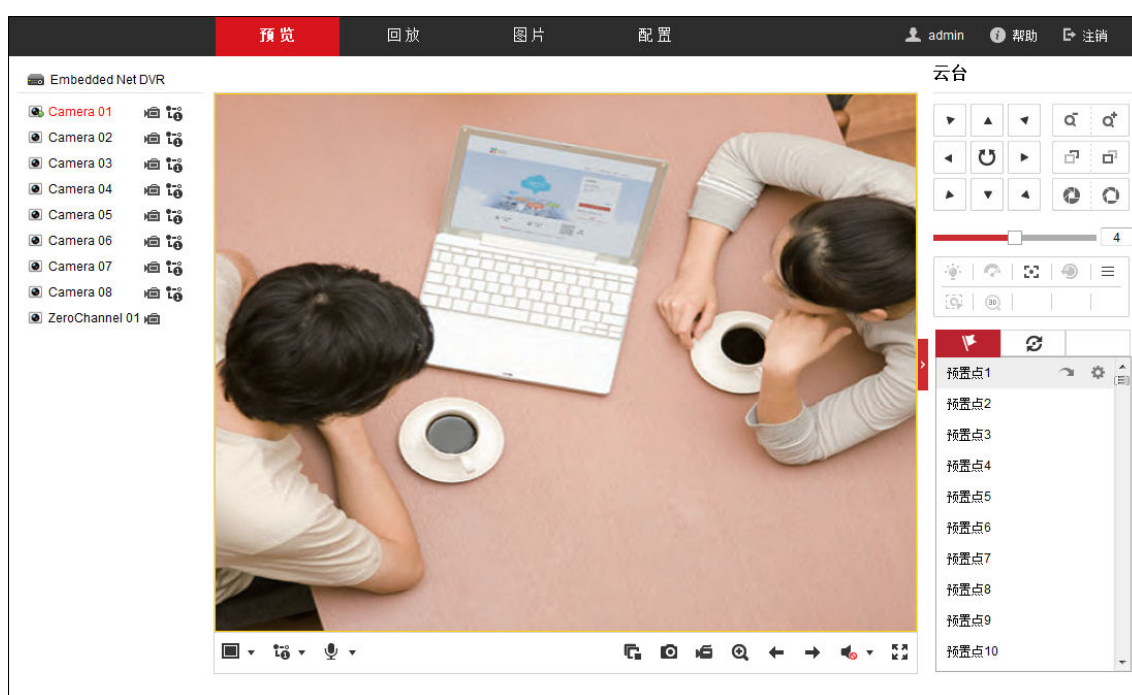 预览 回放 图片 配置 admin 帮助 注销
Embedded Net DVR
Camera 01
Camera 02
Camera 03
Camera 04
Camera 05
Camera 06
Camera 07
Camera 08
ZeroChannel 01
云台
4
3D
预置点1
预置点2
预置点3
预置点4
预置点5
预置点6
预置点7
预置点8
预置点9
预置点10